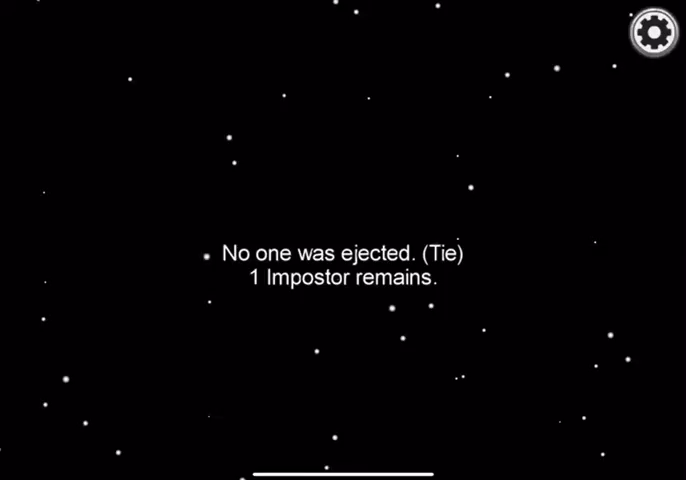 No one was ejected. (Tie)
1 Impostor remains.